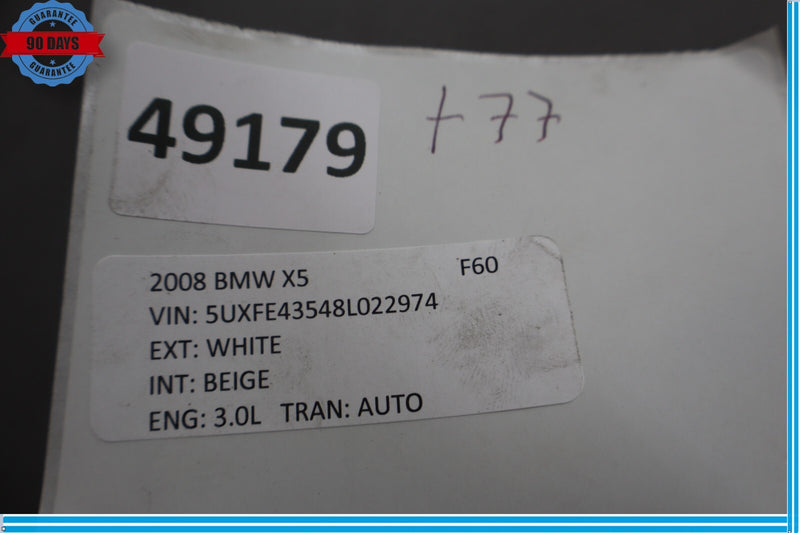 GUARANTEE
90 DAYS
GUARANTEE
49179
+77
2008 BMW X5 F60
VIN: 5UXFE43548L022974
EXT: WHITE
INT: BEIGE
ENG: 3.0L TRAN: AUTO